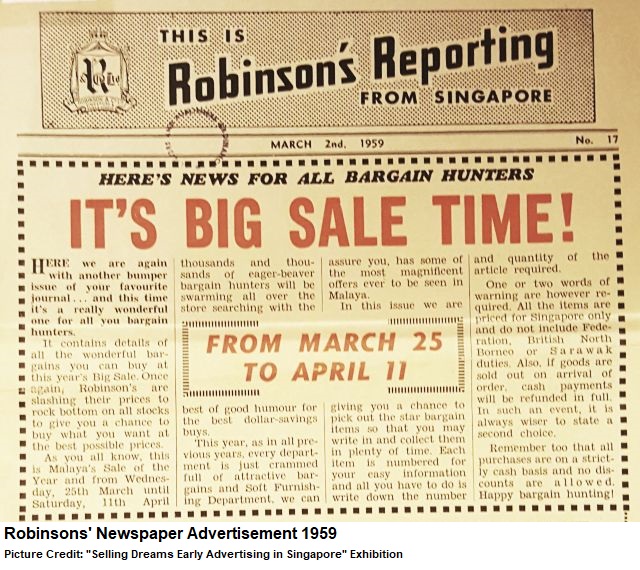 THIS IS
Robinson's Reporting
FROM SINGAPORE
MARCH 2nd, 1959
No. 17
HERE'S NEWS FOR ALL BARGAIN HUNTERS
IT'S BIG SALE TIME!
HERE we are again
with another bumper
issue of your favourite
journal... and this time
it's a really wonderful
one for all you bargain
hunters.
It contains details of
all the wonderful bar-
gains you can buy at
this year's Big Sale. Once
again, Robinson's are
slashing their prices to
rock bottom on all stocks
to give you a chance to
buy what you want at
the best possible prices.
As you all know, this
is Malaya's Sale of the
Year and from Wednes-
day, 25th March until
Saturday, 11th April
thousands and thou-
sands of eager-beaver
bargain hunters will be
swarming all over the
store searching with the
FROM MARCH 25
TO APRIL 11
best of good humour for
the best dollar-savings
buys.
This year, as in all pre-
vious years, every depart-
ment is just crammed
full of attractive bar-
gains and Soft Furnish-
ing Department, we can
assure you, has some of
the most magnificent
offers ever to be seen in
Malaya.
In this issue we are
giving you a chance to
pick out the star bargain
items so that you may
write in and collect them
in plenty of time. Each
item is numbered for
your easy information
and all you have to do is
write down the number
and quantity of the
article required.
One or two words of
warning are however re-
quired. All the items are
priced for Singapore only
and do not include Fede-
ration, British North
Borneo or Sarawak
duties. Also, if goods are
sold out on arrival of
order, cash payments
will be refunded in full.
In such an event, it is
always wiser to state a
second choice.
Remember too that all
purchases are on a strict-
ly cash basis and no dis-
counts are allowed.
Happy bargain hunting!
Robinsons' Newspaper Advertisement 1959
Picture Credit: "Selling Dreams Early Advertising in Singapore" Exhibition